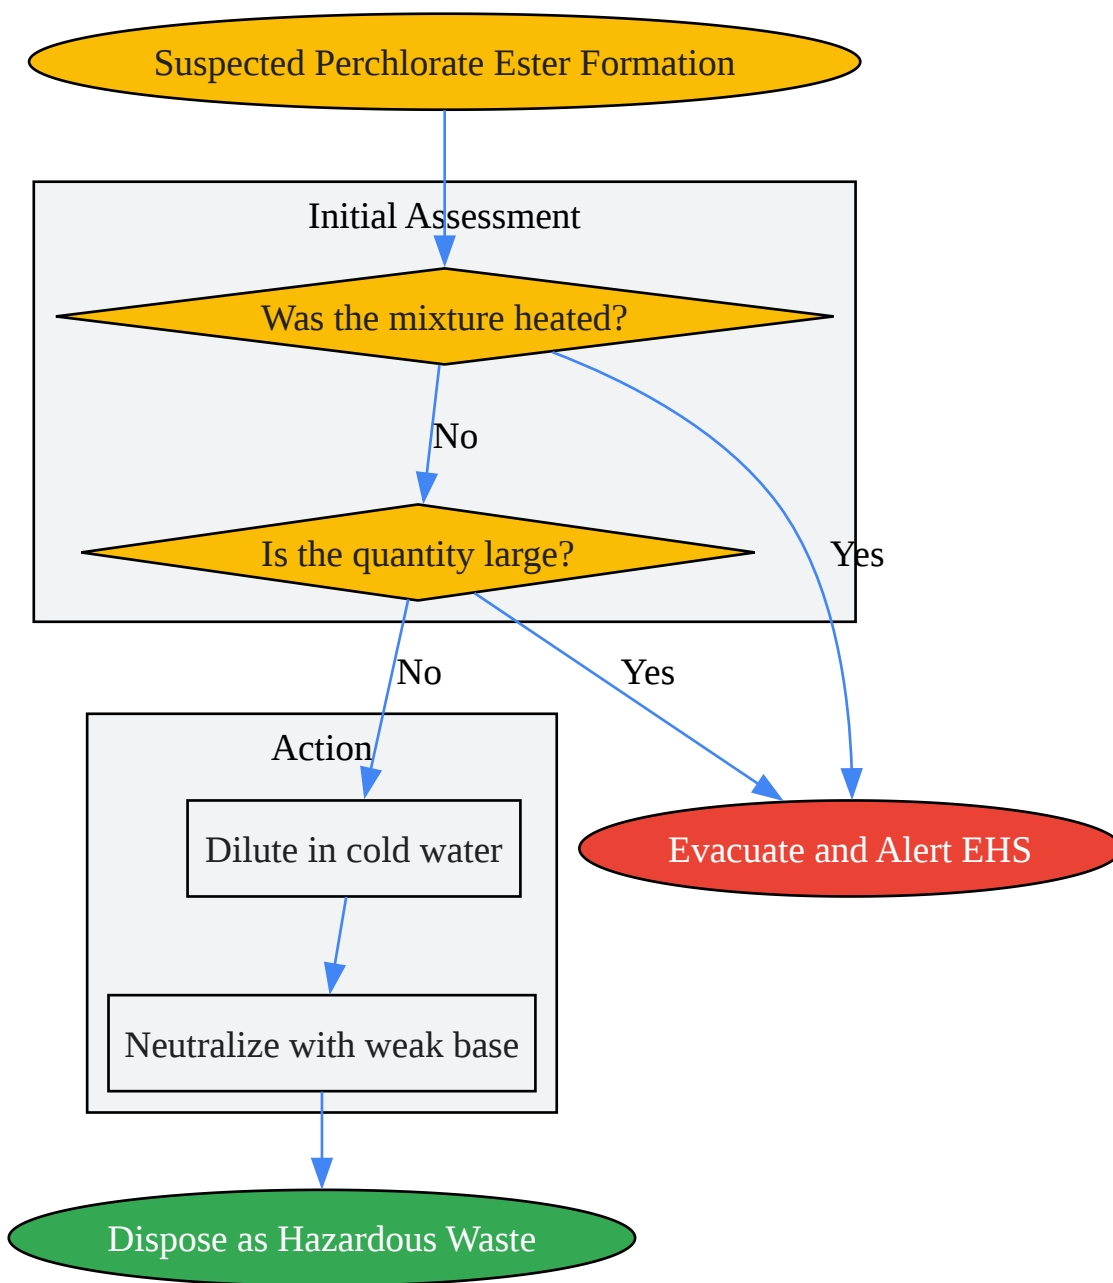 Suspected Perchlorate Ester Formation
Initial Assessment
Was the mixture heated?
No
Is the quantity large?
Yes
No
Yes
Action
Dilute in cold water
Evacuate and Alert EHS
Neutralize with weak base
Dispose as Hazardous Waste